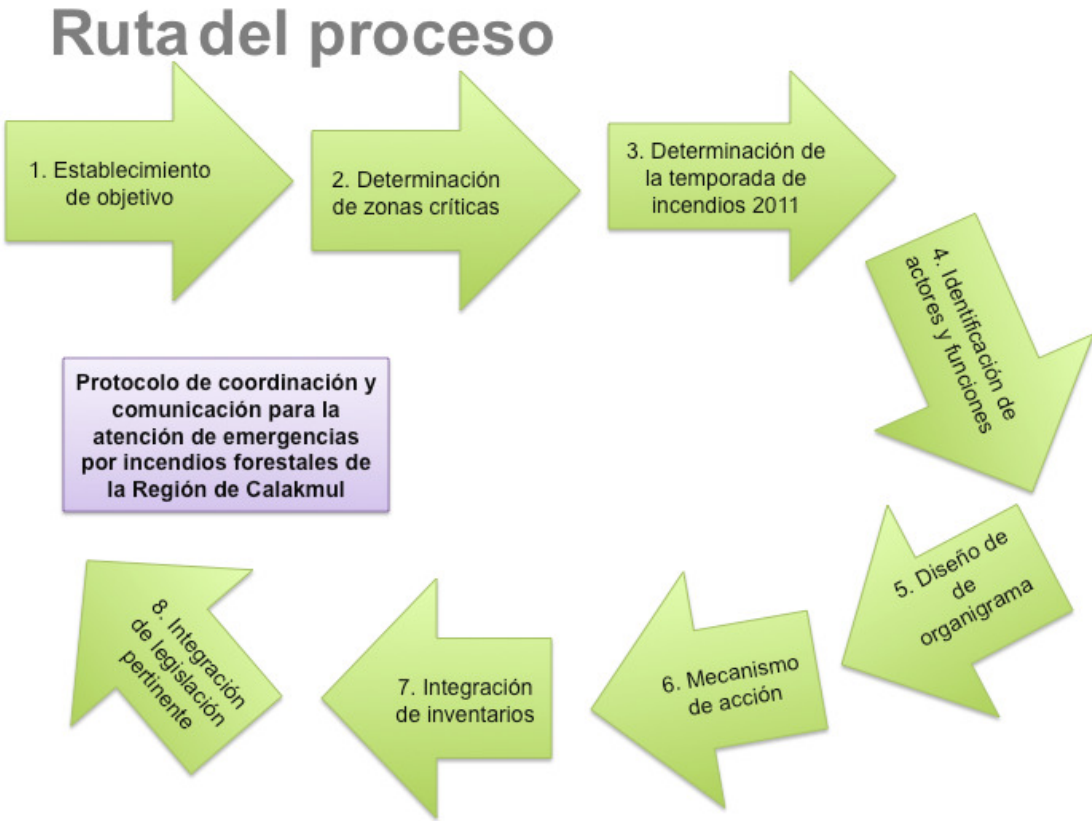 Ruta del proceso
1. Establecimiento
de objetivo
2. Determinación
de zonas críticas
3. Determinación de
la temporada de
incendios 2011
4. Identificación de
actores y funciones
5. Diseño de
de
organigrama
6. Mecanismo
de acción
7. Integración
de inventarios
8. Integración
de legislación
pertinente
Protocolo de coordinación y
comunicación para la
atención de emergencias
por incendios forestales de
la Región de Calakmul